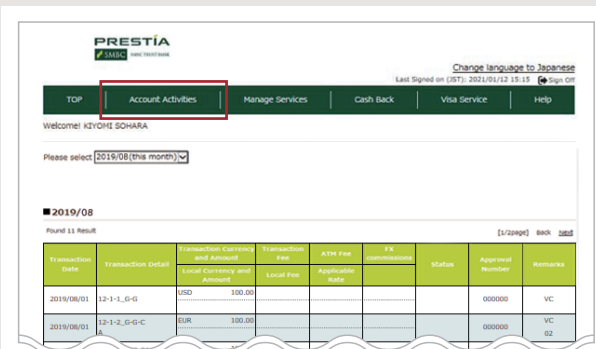 PRESTÍA
SMBC SMBC TRUST BANK
Change language to Japanese
Last Signed on (JST): 2021/01/12 15:15 Sign Off
TOP Account Activities Manage Services Cash Back Visa Service Help
Welcome! KIYOMI SOHARA
Please select 2019/08(this month)
■2019/08
Found 11 Result [1/2page] Back Next
Transaction Date Transaction Detail Transaction Currency and Amount Transaction Fee ATM Fee FX commissions Status Approval Number Remarks
Local Currency and Amount Local Fee Applicable Rate
2019/08/01 12-1-1_G-G USD 100.00 000000 VC
2019/08/01 12-1-2_G-G-C A EUR 100.00 000000 VC 02